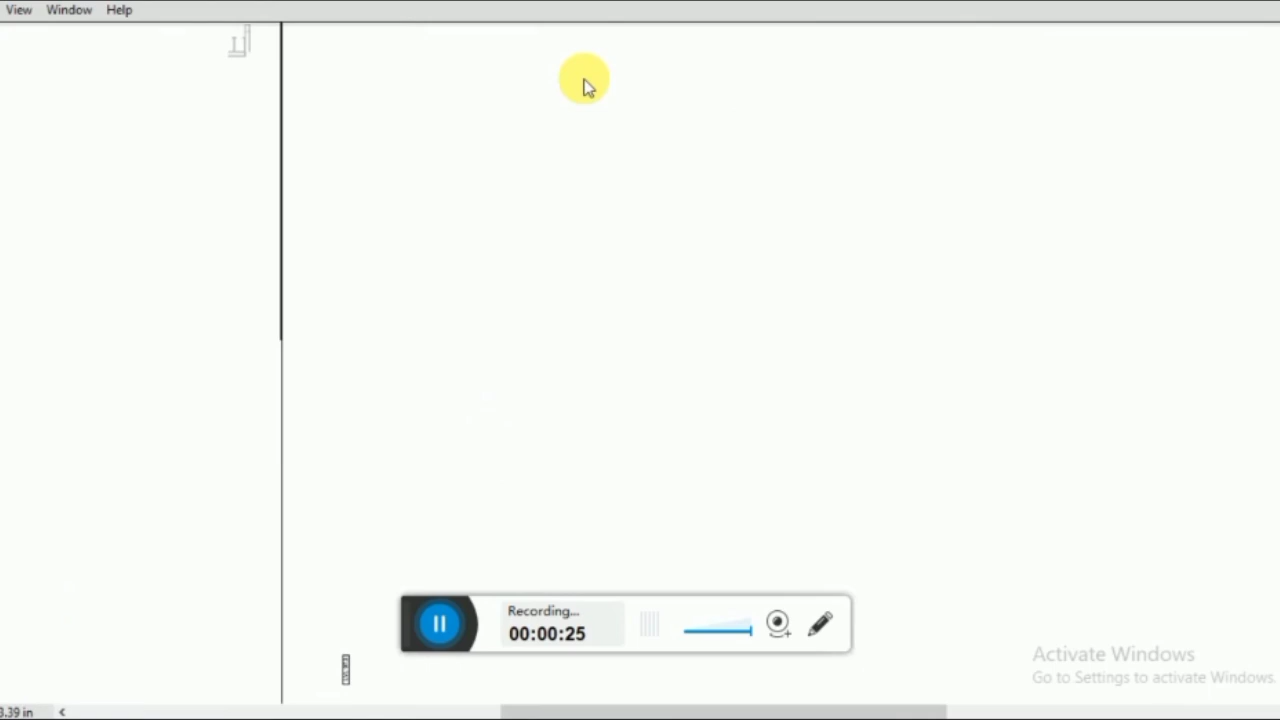 View Window Help
Recording...
00:00:25
Activate Windows
Go to Settings to activate Windows.
3.39 in